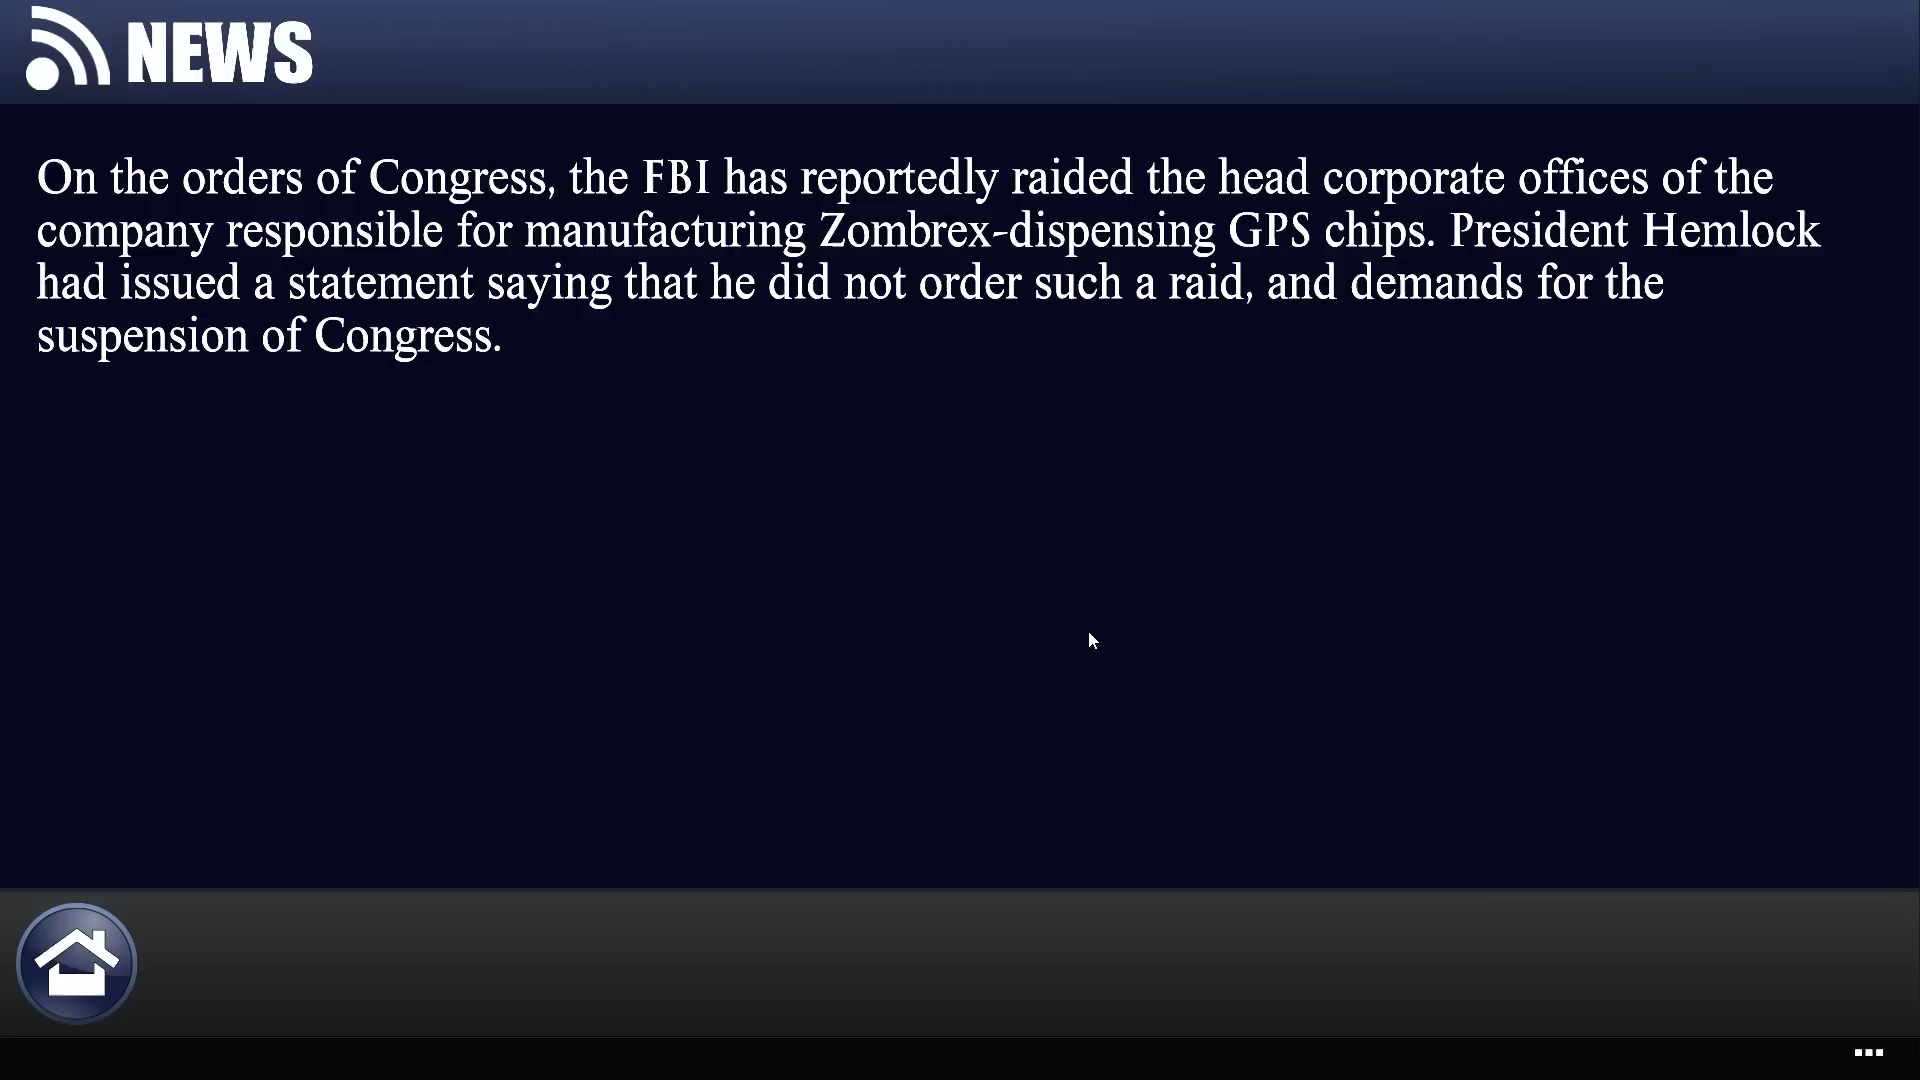 NEWS
On the orders of Congress, the FBI has reportedly raided the head corporate offices of the
company responsible for manufacturing Zombrex-dispensing GPS chips. President Hemlock
had issued a statement saying that he did not order such a raid, and demands for the
suspension of Congress.